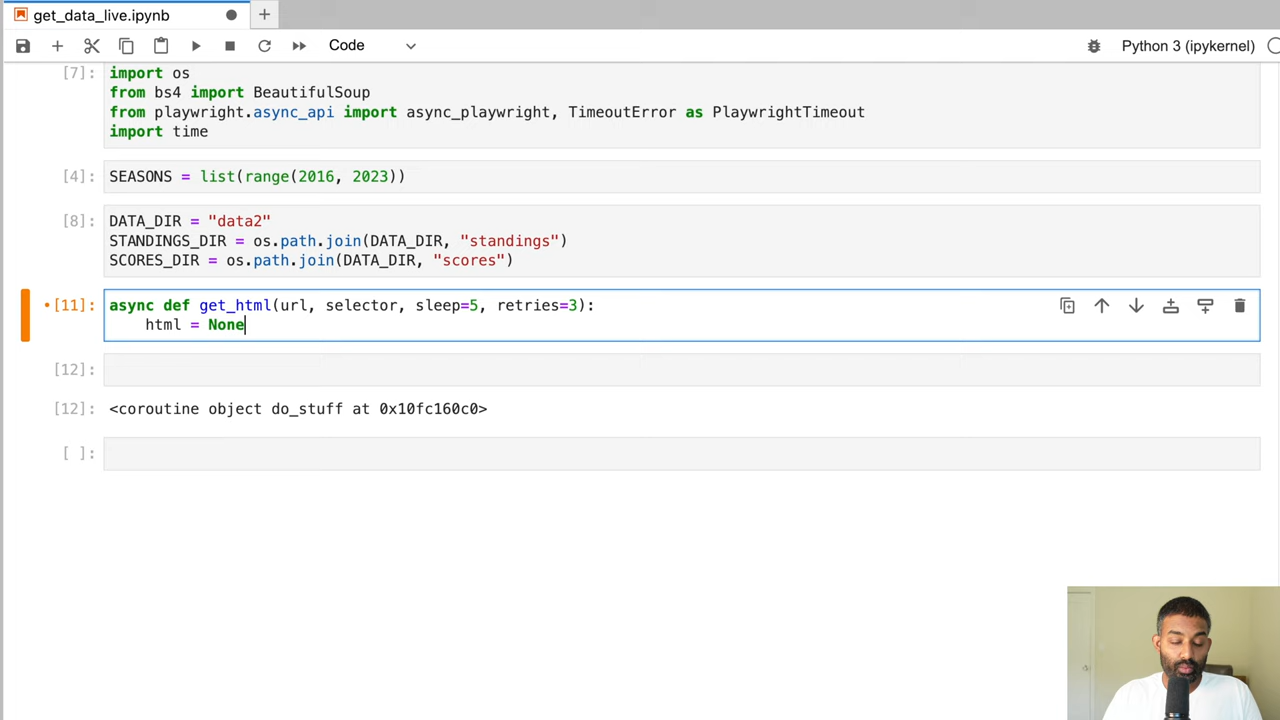 get_data_live.ipynb
Code
Python 3 (ipykernel)
[7]:
import os
from bs4 import BeautifulSoup
from playwright.async_api import async_playwright, TimeoutError as PlaywrightTimeout
import time
[4]:
SEASONS = list(range(2016, 2023))
[8]:
DATA_DIR = "data2"
STANDINGS_DIR = os.path.join(DATA_DIR, "standings")
SCORES_DIR = os.path.join(DATA_DIR, "scores")
[11]:
async def get_html(url, selector, sleep=5, retries=3):
    html = None
[12]:
[12]:
<coroutine object do_stuff at 0x10fc160c0>
[ ]: